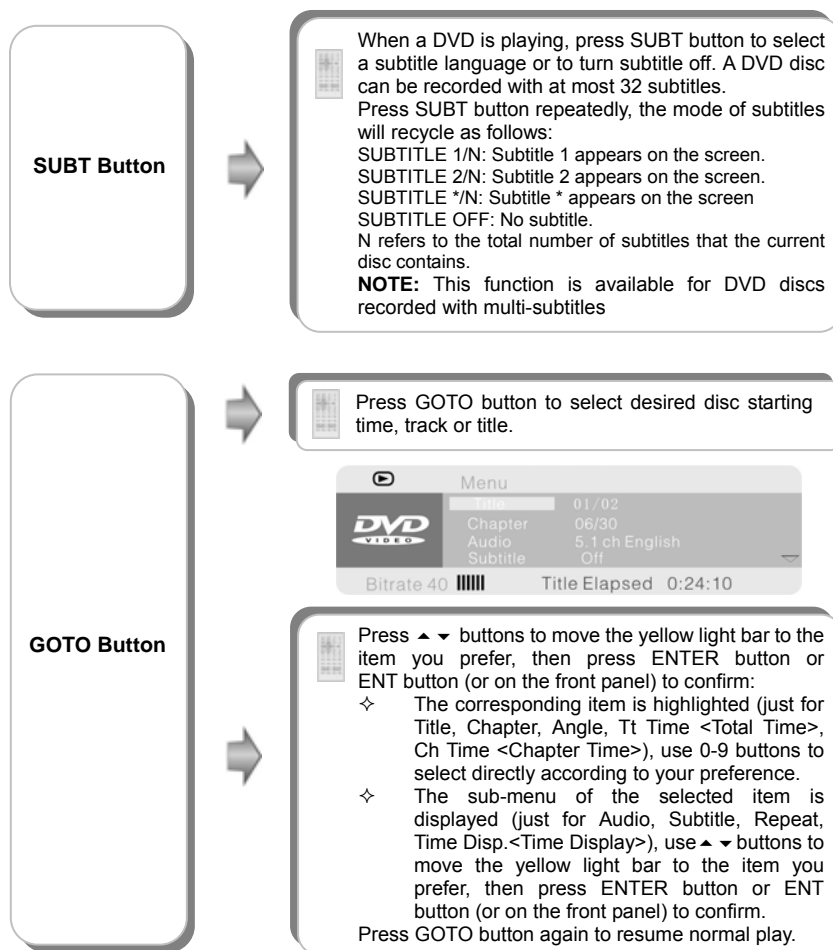 SUBT Button
When a DVD is playing, press SUBT button to select
a subtitle language or to turn subtitle off. A DVD disc
can be recorded with at most 32 subtitles.
Press SUBT button repeatedly, the mode of subtitles
will recycle as follows:
SUBTITLE 1/N: Subtitle 1 appears on the screen.
SUBTITLE 2/N: Subtitle 2 appears on the screen.
SUBTITLE */N: Subtitle * appears on the screen
SUBTITLE OFF: No subtitle.
N refers to the total number of subtitles that the current
disc contains.
NOTE: This function is available for DVD discs
recorded with multi-subtitles
GOTO Button
Press GOTO button to select desired disc starting
time, track or title.
Menu
Title 01/02
DVD
VIDEO
Chapter 06/30
Audio 5.1 ch English
Subtitle Off
Bitrate 40 Title Elapsed 0:24:10
Press ▲ ▼ buttons to move the yellow light bar to the
item you prefer, then press ENTER button or
ENT button (or on the front panel) to confirm:
✧ The corresponding item is highlighted (just for
Title, Chapter, Angle, Tt Time <Total Time>,
Ch Time <Chapter Time>), use 0-9 buttons to
select directly according to your preference.
✧ The sub-menu of the selected item is
displayed (just for Audio, Subtitle, Repeat,
Time Disp.<Time Display>), use ▲ ▼ buttons to
move the yellow light bar to the item you
prefer, then press ENTER button or ENT
button (or on the front panel) to confirm.
Press GOTO button again to resume normal play.